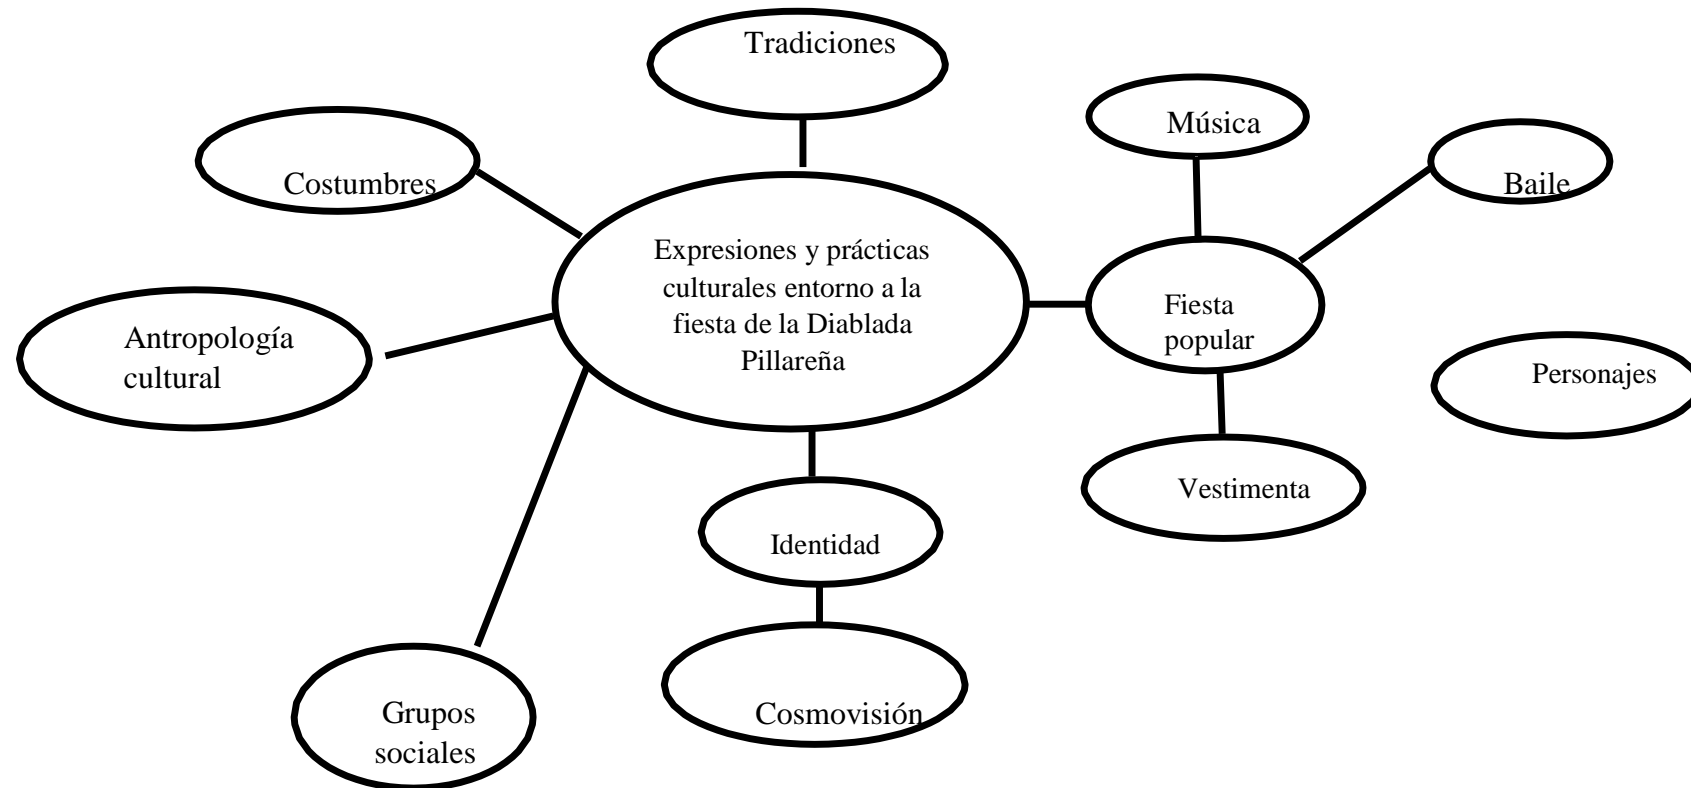 Tradiciones
Música
Costumbres
Baile
Expresiones y prácticas
culturales entorno a la
fiesta de la Diablada
Pillareña
Fiesta
popular
Antropología
cultural
Personajes
Vestimenta
Identidad
Grupos
sociales
Cosmovisión